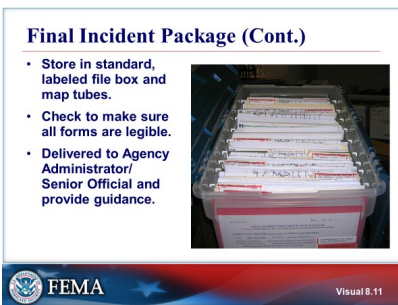 Final Incident Package (Cont.)
• Store in standard,
labeled file box and
map tubes.
• Check to make sure
all forms are legible.
• Delivered to Agency
Administrator/
Senior Official and
provide guidance.
FEMA
Visual 8.11